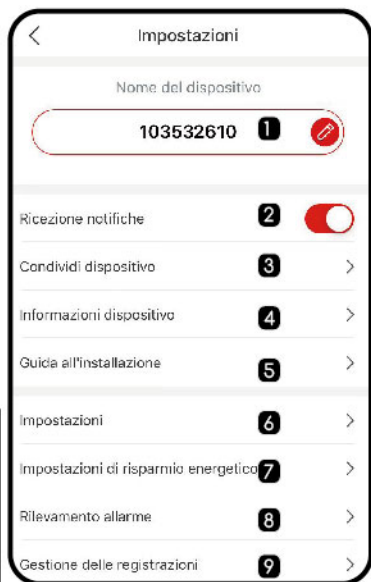 Impostazioni
Nome del dispositivo
103532610 1
Ricezione notifiche 2
Condividi dispositivo 3
Informazioni dispositivo 4
Guida all'installazione 5
Impostazioni 6
Impostazioni di risparmio energetico 7
Rilevamento allarme 8
Gestione delle registrazioni 9